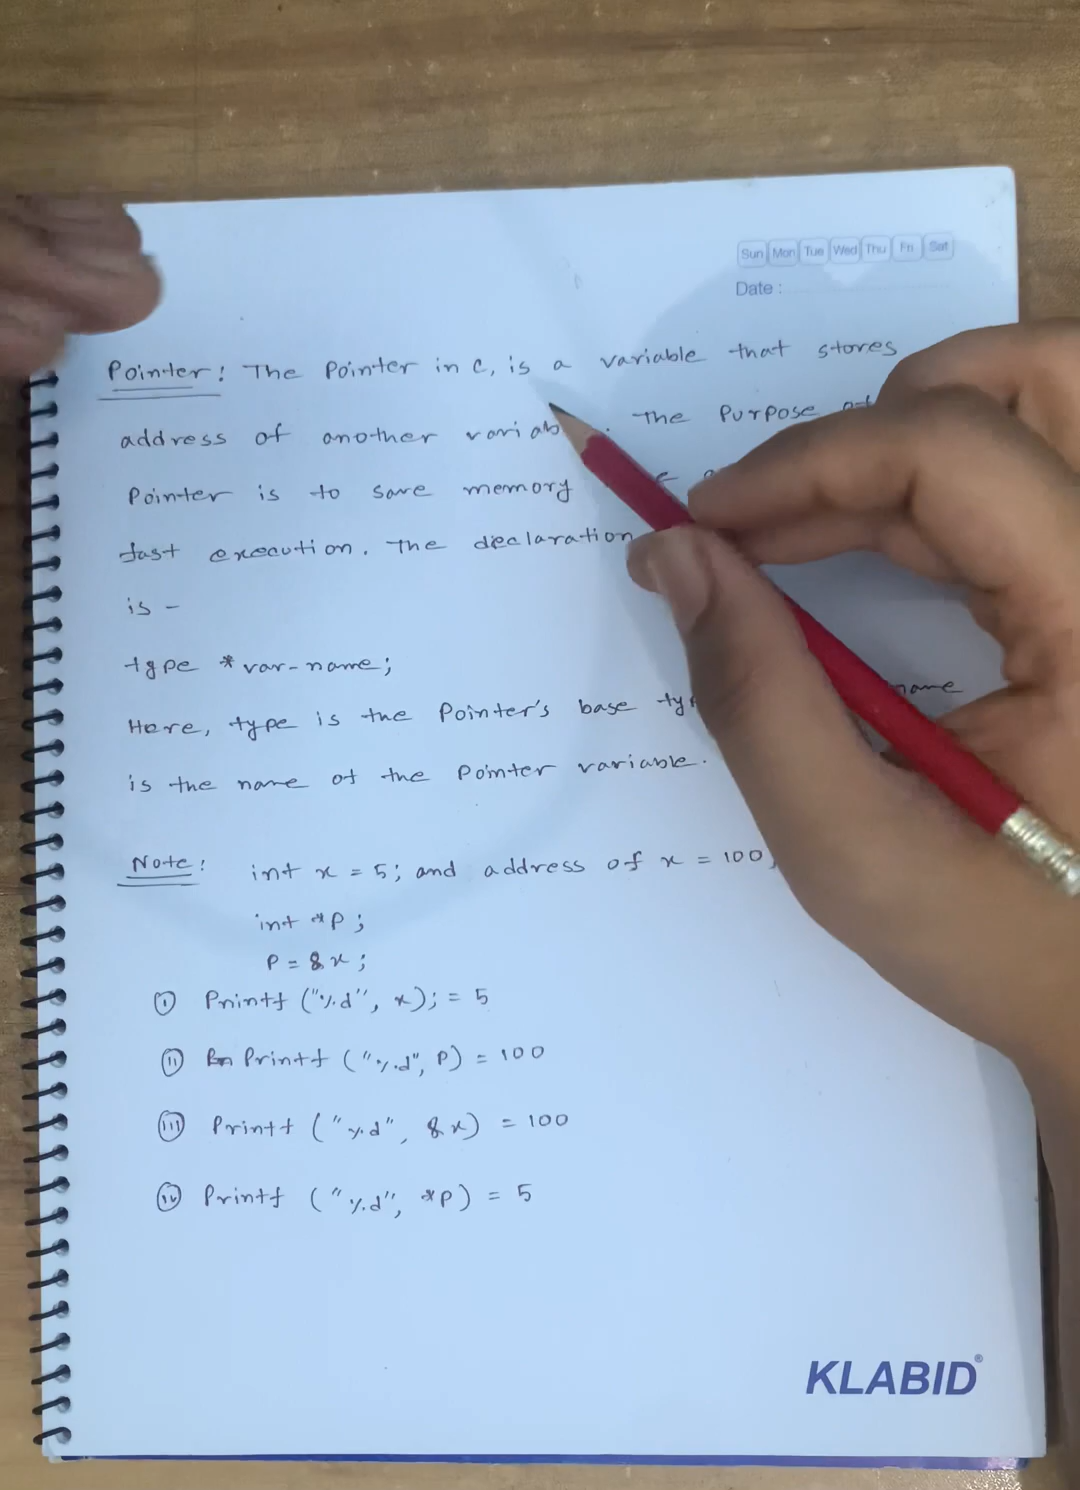 Sun Mon Tue Wed Thu Fri Sat
Date :
Pointer: The Pointer in C, is a variable that stores
address of another The Purpose
Pointer is to save memory
fast execution. The declaration
is -
type *var-name;
Here, type is the Pointer's base name
is the name of the Pointer variable.
Note: int x = 5; and address of x = 100;
int *P;
P = &x;
(i) Printf ("%d", x); = 5
(ii) Printf ("%d", P) = 100
(iii) Printf ("%d", &x) = 100
(iv) Printf ("%d", *P) = 5
KLABID®